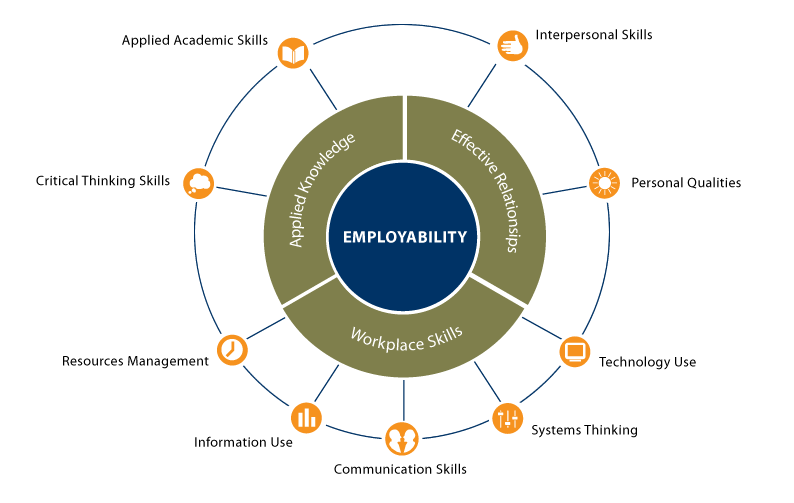 Applied Academic Skills
Interpersonal Skills
Applied Knowledge
Effective Relationsips
Critical Thinking Skills
Personal Qualities
EMPLOYABILITY
Workplace Skills
Resources Management
Technology Use
Information Use
Systems Thinking
Communication Skills